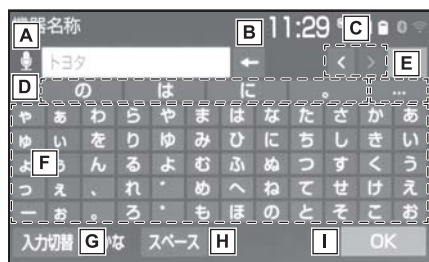 機器名称 11:29
A B C
トヨタ ← < > E
D の は に 。 …
ゃ ぁ わ ら や ま は な た さ か あ
ゅ ぃ を り ゆ み ひ に ち し き い
ょ F ぅ ん る よ む ふ ぬ つ す く う
っ ぇ 、 れ ゛ め へ ね て せ け え
ー ぉ 。 ろ ゜ も ほ の と そ こ お
入力切替 G かな スペース H I OK